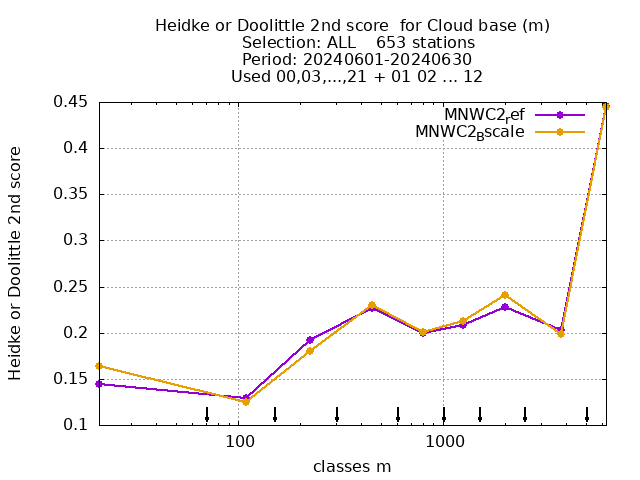 Heidke or Doolittle 2nd score  for Cloud base (m)
Selection: ALL    653 stations
Period: 20240601-20240630
Used 00,03,...,21 + 01 02 ... 12
0.45
MNWC2ref
MNWC2Bscale
0.4
0.35
0.3
0.25
0.2
0.15
0.1
Heidke or Doolittle 2nd score
100
1000
classes m